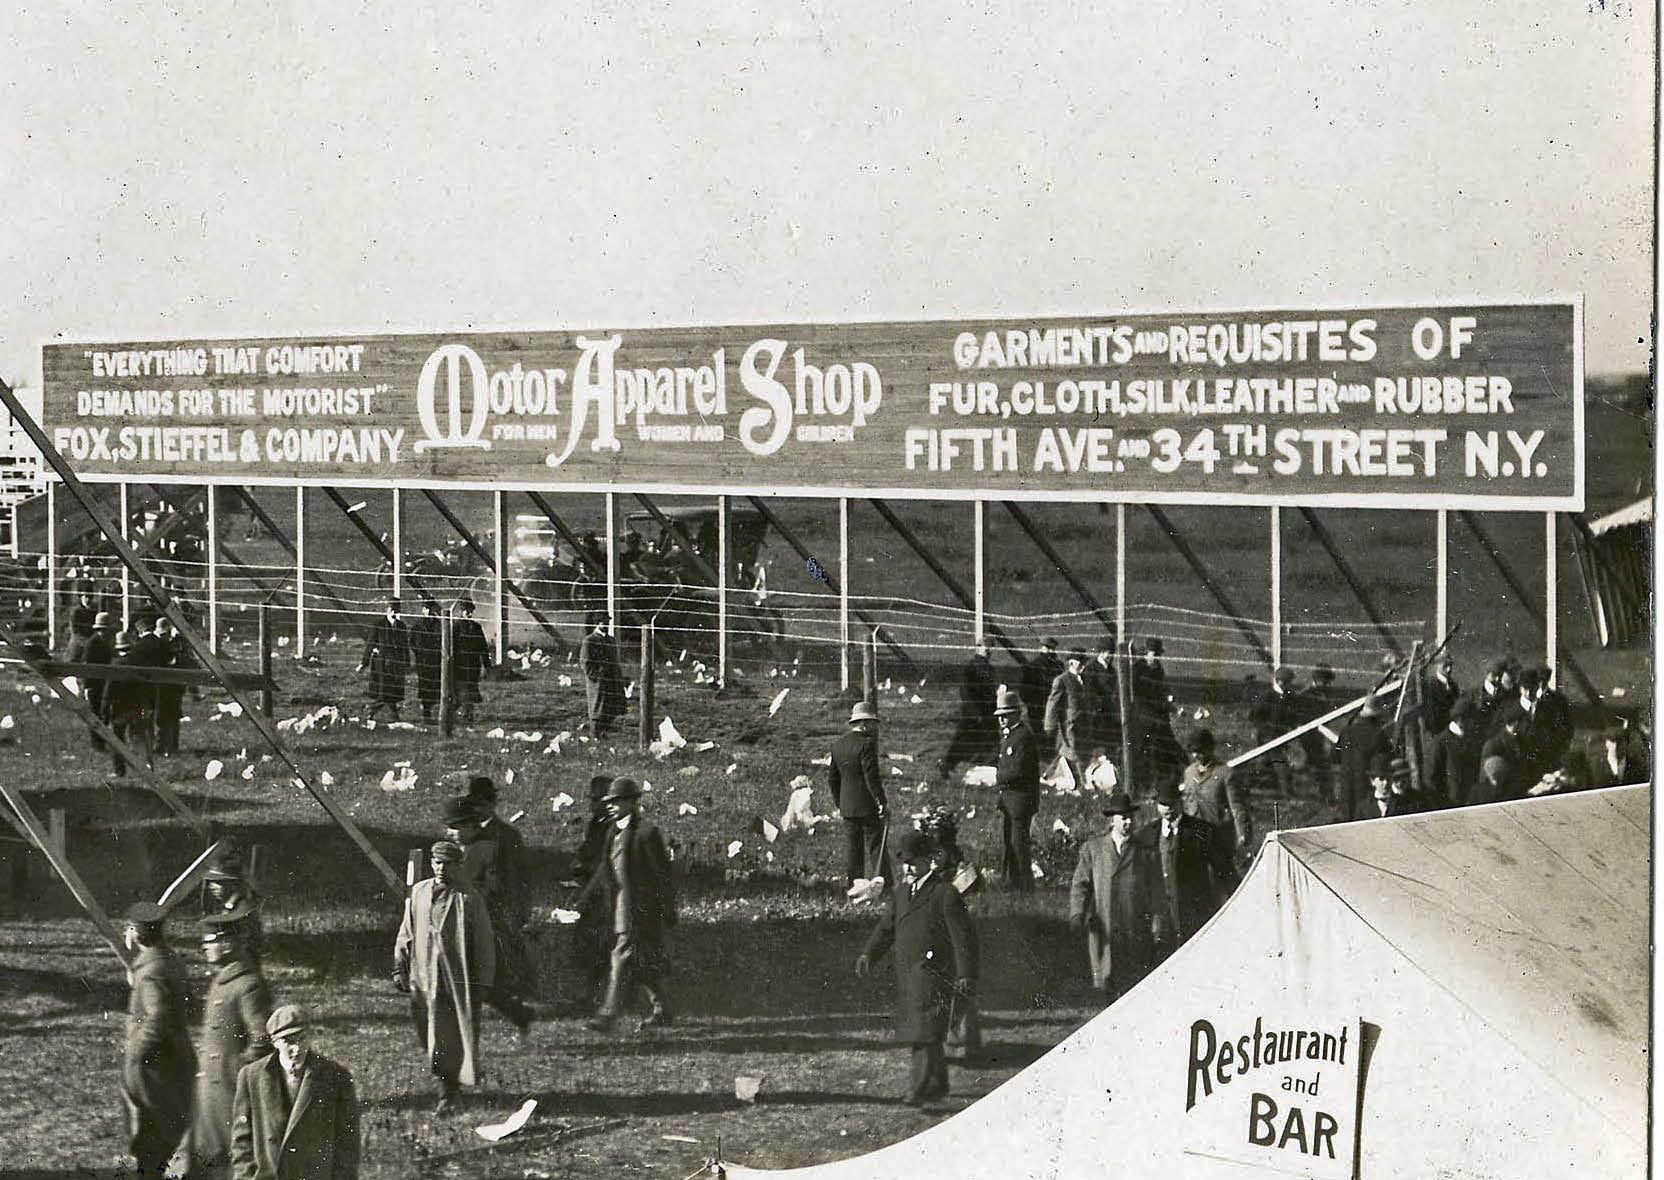 "EVERYTHING THAT COMFORT
DEMANDS FOR THE MOTORIST"
FOX, STIEFFEL & COMPANY
Motor Apparel Shop
FOR MEN WOMEN AND CHILDREN
GARMENTS AND REQUISITES OF
FUR, CLOTH, SILK, LEATHER AND RUBBER
FIFTH AVE. AND 34TH STREET N.Y.
Restaurant
and
BAR